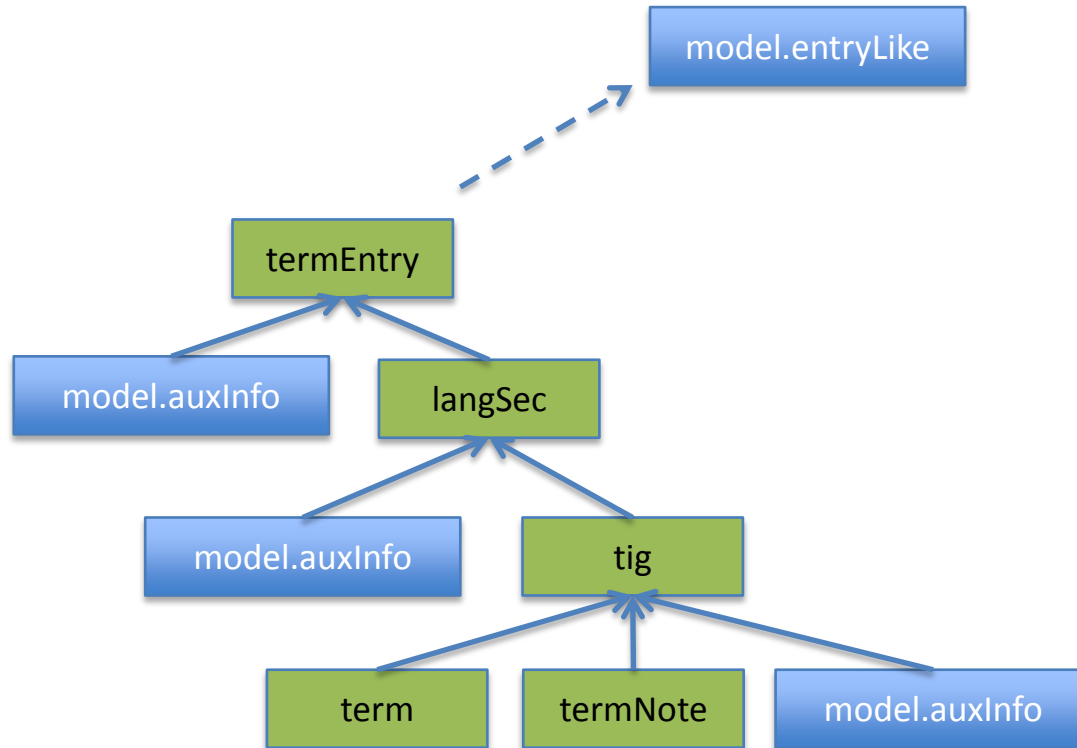 model.entryLike
termEntry
model.auxInfo
langSec
model.auxInfo
tig
term
termNote
model.auxInfo